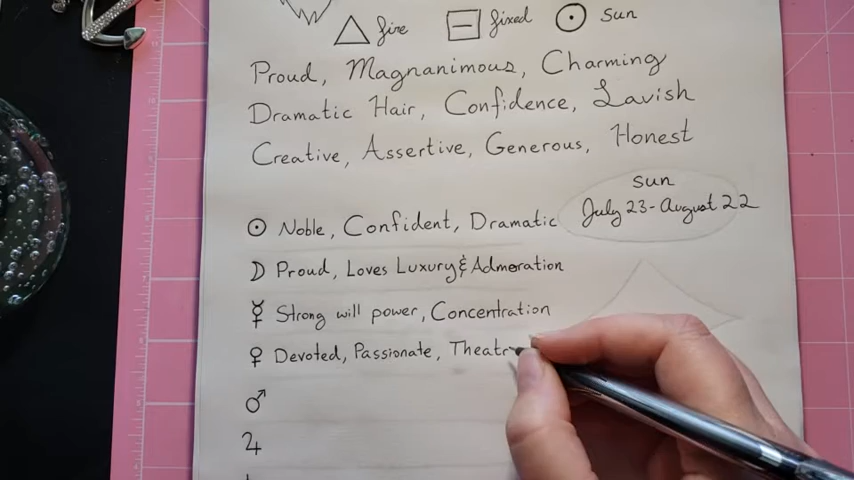 fire fixed Sun
Proud, Magnanimous, Charming
Dramatic Hair, Confidence, Lavish
Creative, Assertive, Generous, Honest
Sun
July 23-August 22
☉ Noble, Confident, Dramatic
☽ Proud, Loves Luxury & Admoration
☿ Strong will power, Concentration
♀ Devoted, Passionate, Theatr
♂
♃